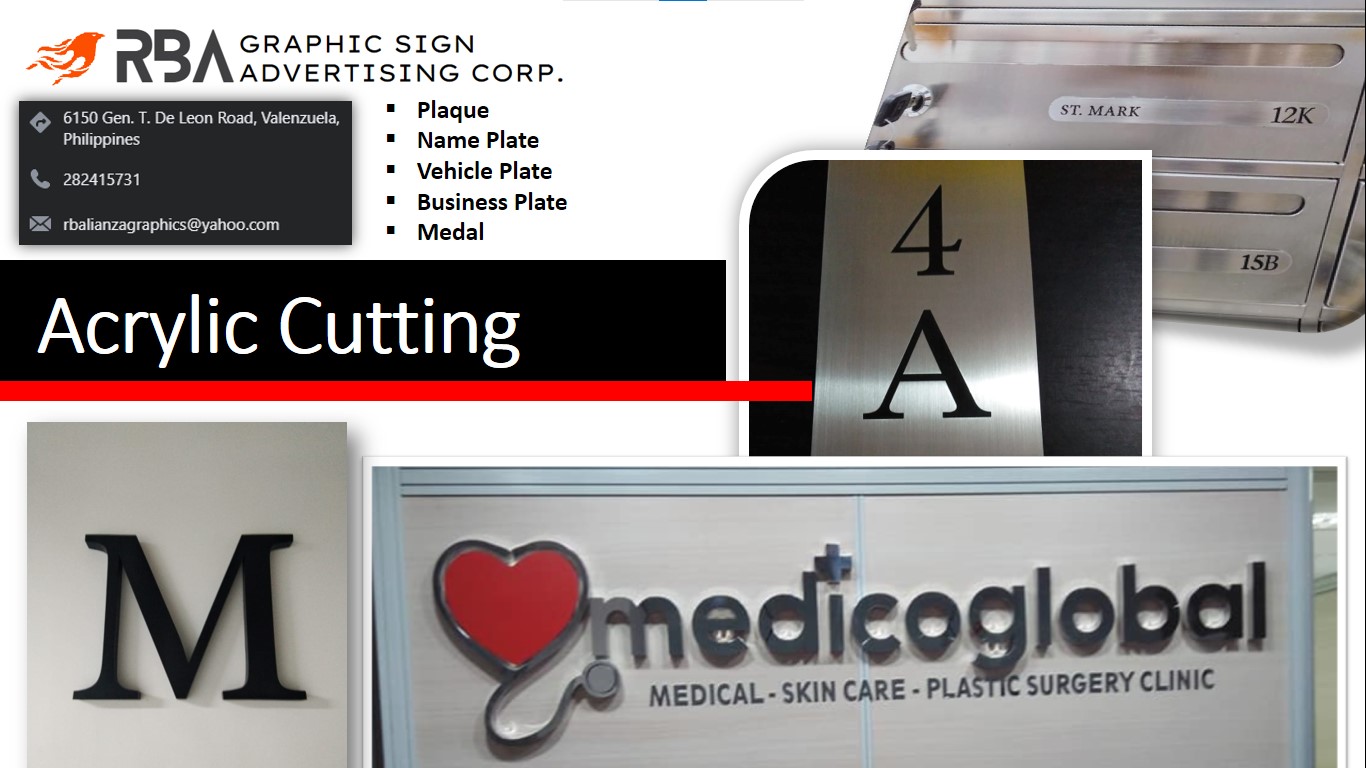 RBA
GRAPHIC SIGN
ADVERTISING CORP.
6150 Gen. T. De Leon Road, Valenzuela,
Philippines
282415731
rbalianzagraphics@yahoo.com
Plaque
Name Plate
Vehicle Plate
Business Plate
Medal
Acrylic Cutting
ST. MARK 12K
15B
4
A
M
medicoglobal
MEDICAL - SKIN CARE - PLASTIC SURGERY CLINIC